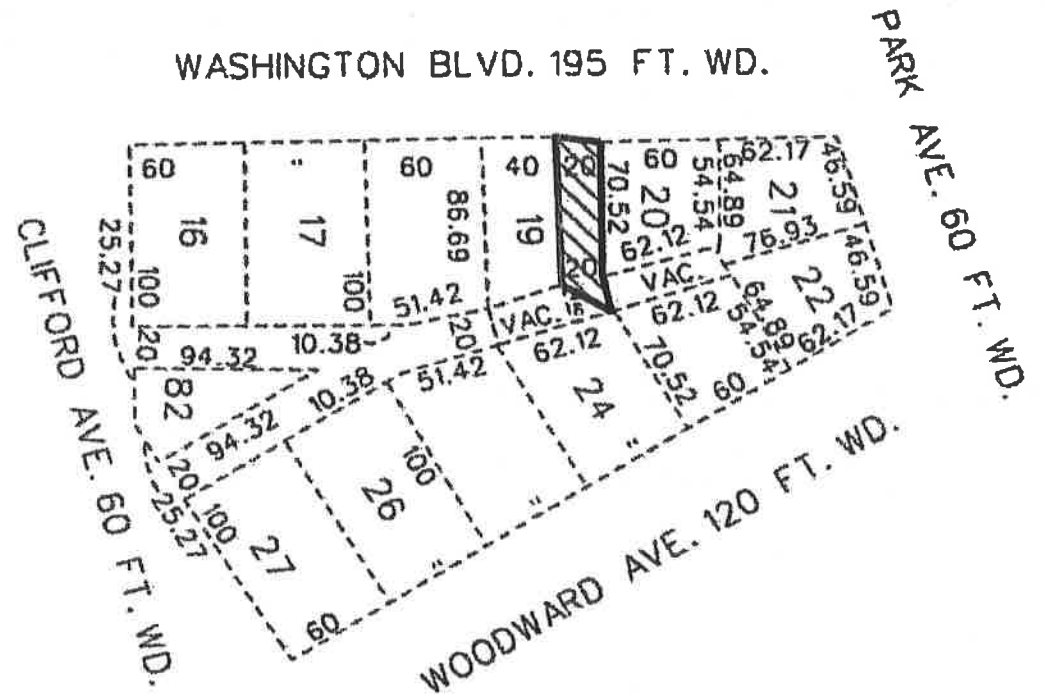 WASHINGTON BLVD. 195 FT. WD.
PARK AVE. 60 FT. WD.
CLIFFORD AVE. 60 FT. WD.
WOODWARD AVE. 120 FT. WD.
60 " 60 40 20 60 62.17
25.27 100 16 17 100 86.69 19 70.52 20 54.54 64.89 21 46.59
20 62.12 76.93
51.42 VAC. 18 VAC.
20 94.32 10.38 20 62.12 62.12 22 46.59
82 94.32 10.38 51.42 24 70.52 64.89 54.54 62.17
20 25.27 100 27 26 100 60
60 " "